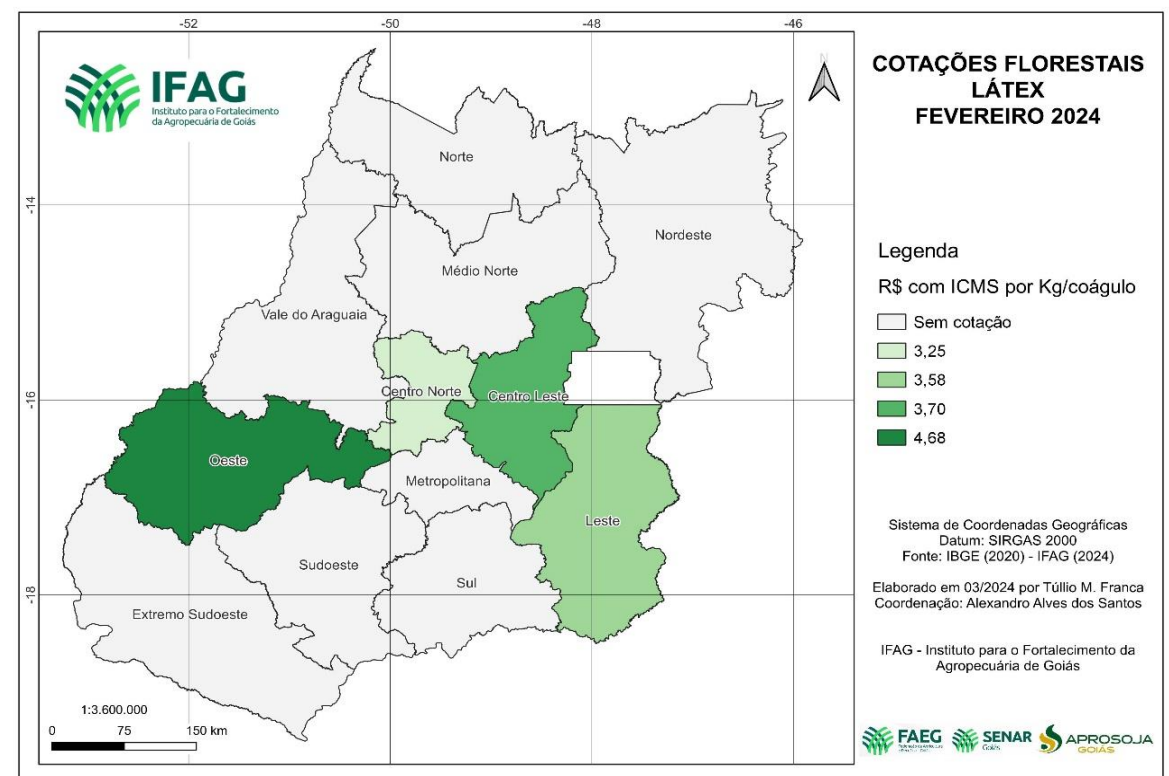 -52
-50
-48
-46
-14
-16
-18
IFAG
Instituto para o Fortalecimento
da Agropecuária de Goiás
N
Norte
Nordeste
Médio Norte
Vale do Araguaia
Centro Norte
Centro Leste
Oeste
Metropolitana
Leste
Sudoeste
Sul
Extremo Sudoeste
1:3.600.000
0 75 150 km
COTAÇÕES FLORESTAIS
LÁTEX
FEVEREIRO 2024
Legenda
R$ com ICMS por Kg/coágulo
Sem cotação
3,25
3,58
3,70
4,68
Sistema de Coordenadas Geográficas
Datum: SIRGAS 2000
Fonte: IBGE (2020) - IFAG (2024)
Elaborado em 03/2024 por Túllio M. Franca
Coordenação: Alexandro Alves dos Santos
IFAG - Instituto para o Fortalecimento da
Agropecuária de Goiás
FAEG
SENAR
Goiás
APROSOJA
GOIÁS